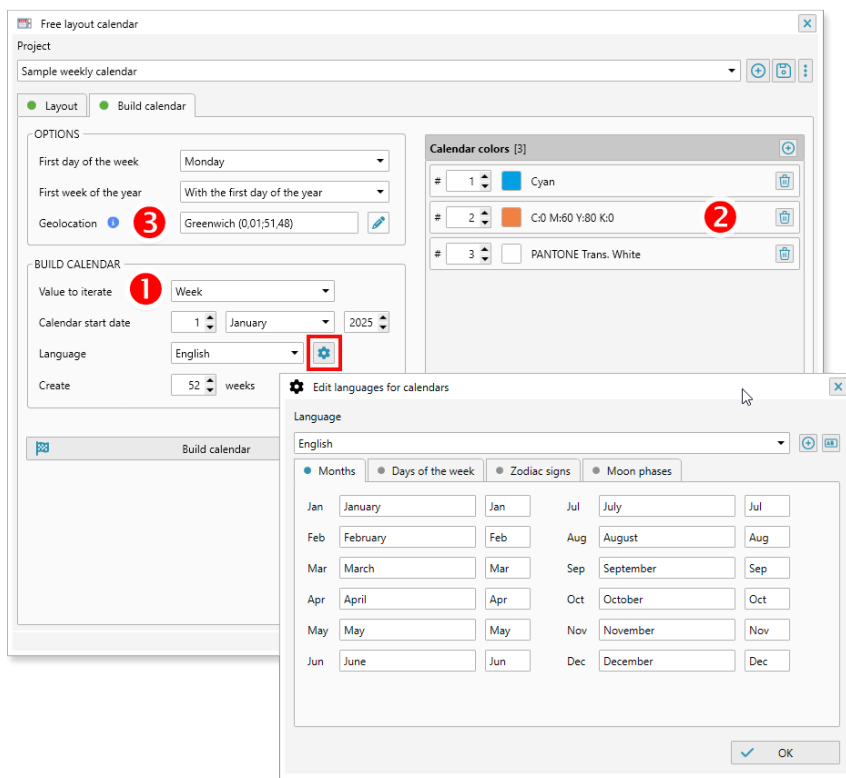 Free layout calendar
Project
Sample weekly calendar
Layout
Build calendar
OPTIONS
First day of the week
Monday
First week of the year
With the first day of the year
Geolocation
3
Greenwich (0,01;51,48)
BUILD CALENDAR
Value to iterate
1
Week
Calendar start date
1
January
2025
Language
English
Create
52
weeks
Build calendar
Calendar colors [3]
# 1 Cyan
# 2 C:0 M:60 Y:80 K:0
2
# 3 PANTONE Trans. White
Edit languages for calendars
Language
English
AB
Months
Days of the week
Zodiac signs
Moon phases
Jan January Jan Jul July Jul
Feb February Feb Aug August Aug
Mar March Mar Sep September Sep
Apr April Apr Oct October Oct
May May May Nov November Nov
Jun June Jun Dec December Dec
OK